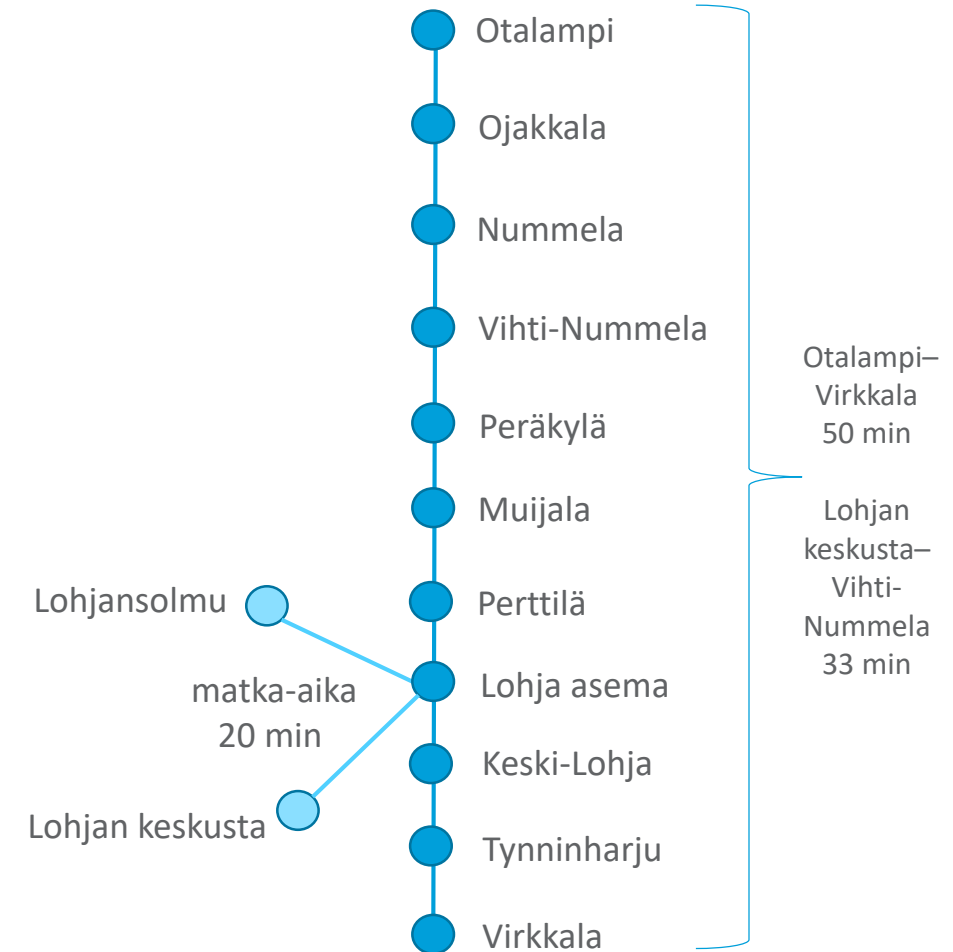 Otalampi
Ojakkala
Nummela
Vihti-Nummela
Peräkylä
Muijala
Perttilä
Lohja asema
Keski-Lohja
Tynninharju
Virkkala
Lohjansolmu
matka-aika
20 min
Lohjan keskusta
Otalampi–
Virkkala
50 min
Lohjan
keskusta–
Vihti-
Nummela
33 min